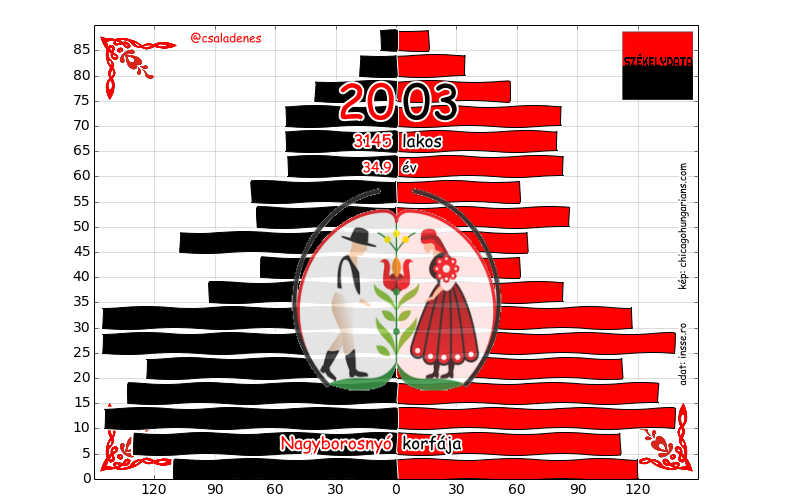 @csaladenes
SZÉKELYDATA
2003
3145 lakos
34.9 év
kép: chicagohungarians.com
adat: insse.ro
Nagyborosnyó korfája
85
80
75
70
65
60
55
50
45
40
35
30
25
20
15
10
5
0
120 90 60 30 0 30 60 90 120